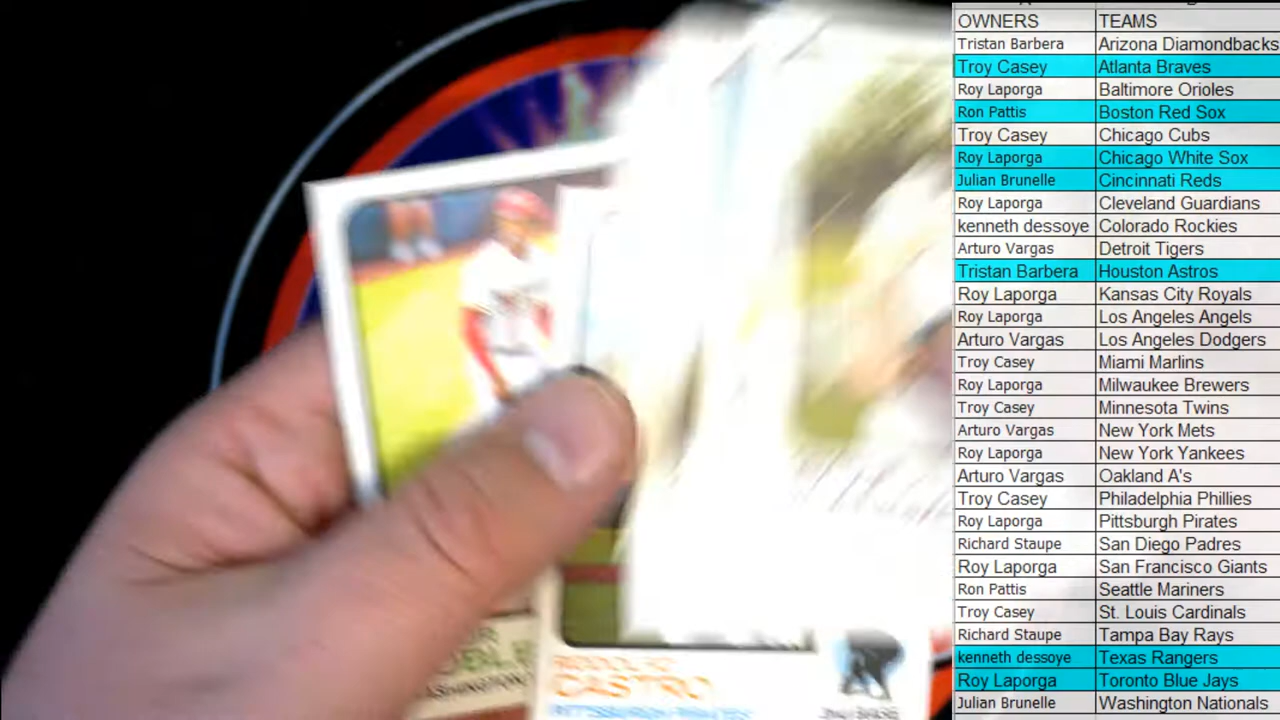 OWNERS TEAMS
Tristan Barbera Arizona Diamondbacks
Troy Casey Atlanta Braves
Roy Laporga Baltimore Orioles
Ron Pattis Boston Red Sox
Troy Casey Chicago Cubs
Roy Laporga Chicago White Sox
Julian Brunelle Cincinnati Reds
Roy Laporga Cleveland Guardians
kenneth dessoye Colorado Rockies
Arturo Vargas Detroit Tigers
Tristan Barbera Houston Astros
Roy Laporga Kansas City Royals
Roy Laporga Los Angeles Angels
Arturo Vargas Los Angeles Dodgers
Troy Casey Miami Marlins
Roy Laporga Milwaukee Brewers
Troy Casey Minnesota Twins
Arturo Vargas New York Mets
Roy Laporga New York Yankees
Arturo Vargas Oakland A's
Troy Casey Philadelphia Phillies
Roy Laporga Pittsburgh Pirates
Richard Staupe San Diego Padres
Roy Laporga San Francisco Giants
Ron Pattis Seattle Mariners
Troy Casey St. Louis Cardinals
Richard Staupe Tampa Bay Rays
kenneth dessoye Texas Rangers
Roy Laporga Toronto Blue Jays
Julian Brunelle Washington Nationals
CASTRO
PITTSBURGH PIRATES